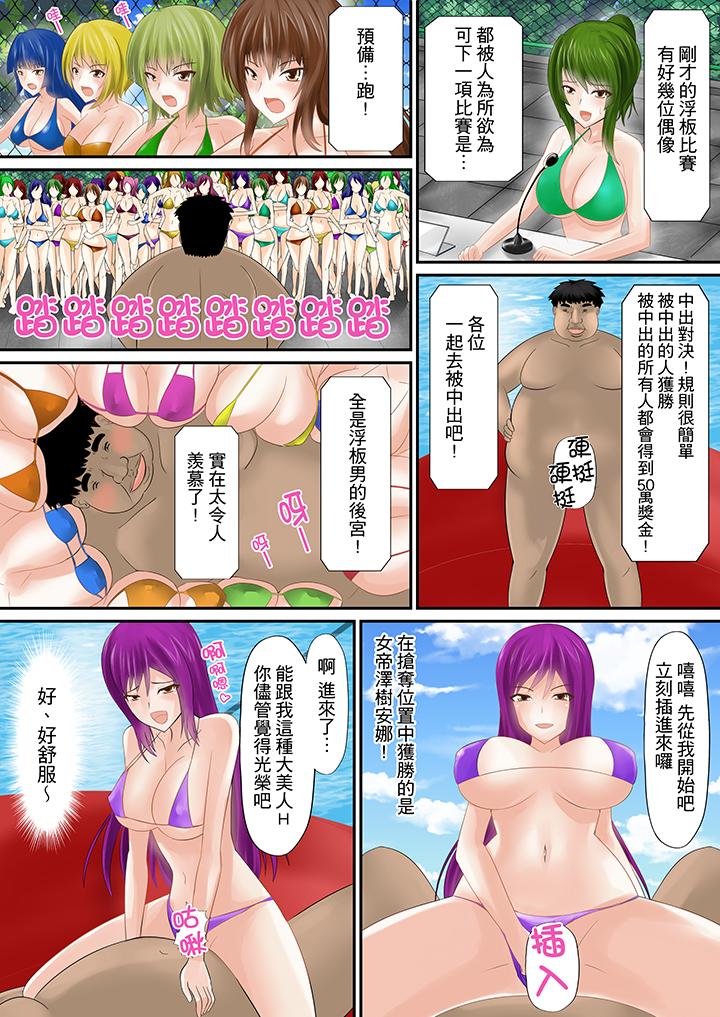 剛才的浮板比賽
有好幾位偶像
都被人為所欲為
可下一項比賽是…
預備…跑！
哇－
哇－
踏踏踏踏踏踏踏踏
中出對決！規則很簡單
被中出的人獲勝
被中出的所有人都會得到50萬獎金！
各位
一起去被中出吧！
硬挺
硬挺
全是浮板男的後宮！
實在太令人
羨慕了！
呀－
呀－
嘻嘻 先從我開始吧
立刻插進來囉
在搶奪位置中獲勝的是
女帝澤樹安娜！
插入
啊 進來了…
能跟我這種大美人H
你儘管覺得光榮吧
啊
啊啊嗯♡
好、好舒服～
咕啾